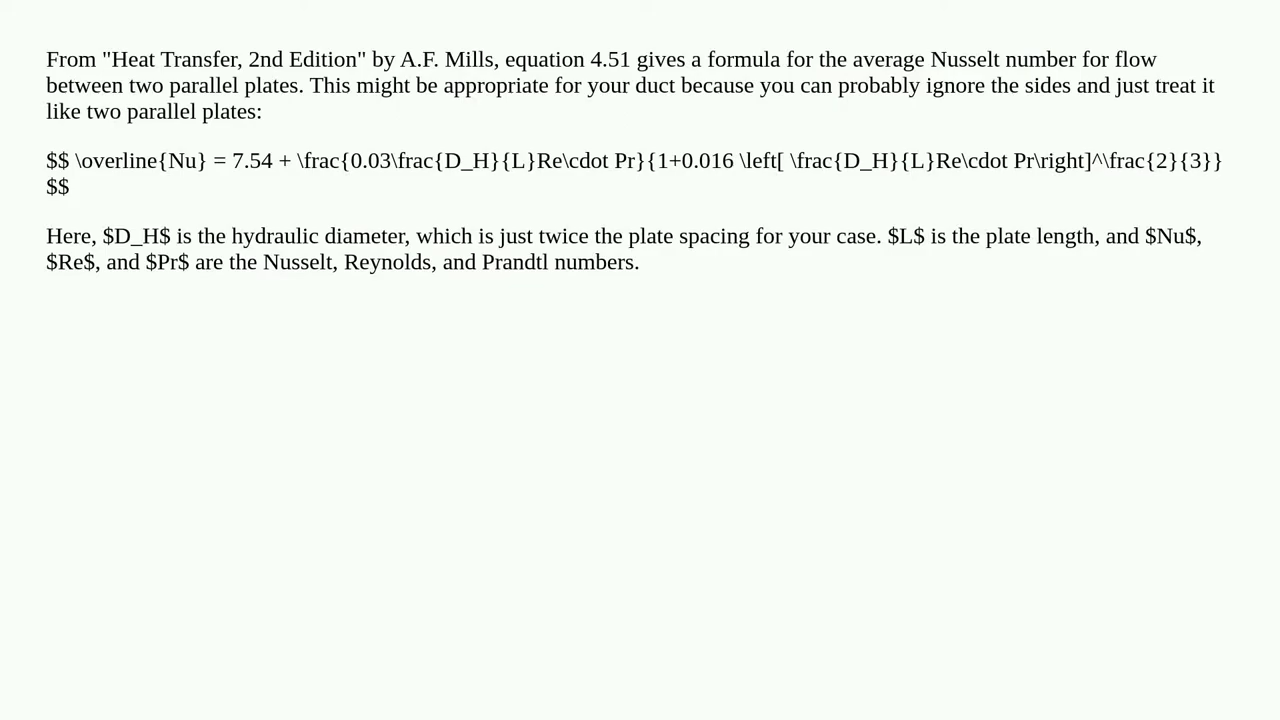 From "Heat Transfer, 2nd Edition" by A.F. Mills, equation 4.51 gives a formula for the average Nusselt number for flow
between two parallel plates. This might be appropriate for your duct because you can probably ignore the sides and just treat it
like two parallel plates:
$$ \overline{Nu} = 7.54 + \frac{0.03\frac{D_H}{L}Re\cdot Pr}{1+0.016 \left[ \frac{D_H}{L}Re\cdot Pr\right]^\frac{2}{3}}
$$
Here, $D_H$ is the hydraulic diameter, which is just twice the plate spacing for your case. $L$ is the plate length, and $Nu$,
$Re$, and $Pr$ are the Nusselt, Reynolds, and Prandtl numbers.